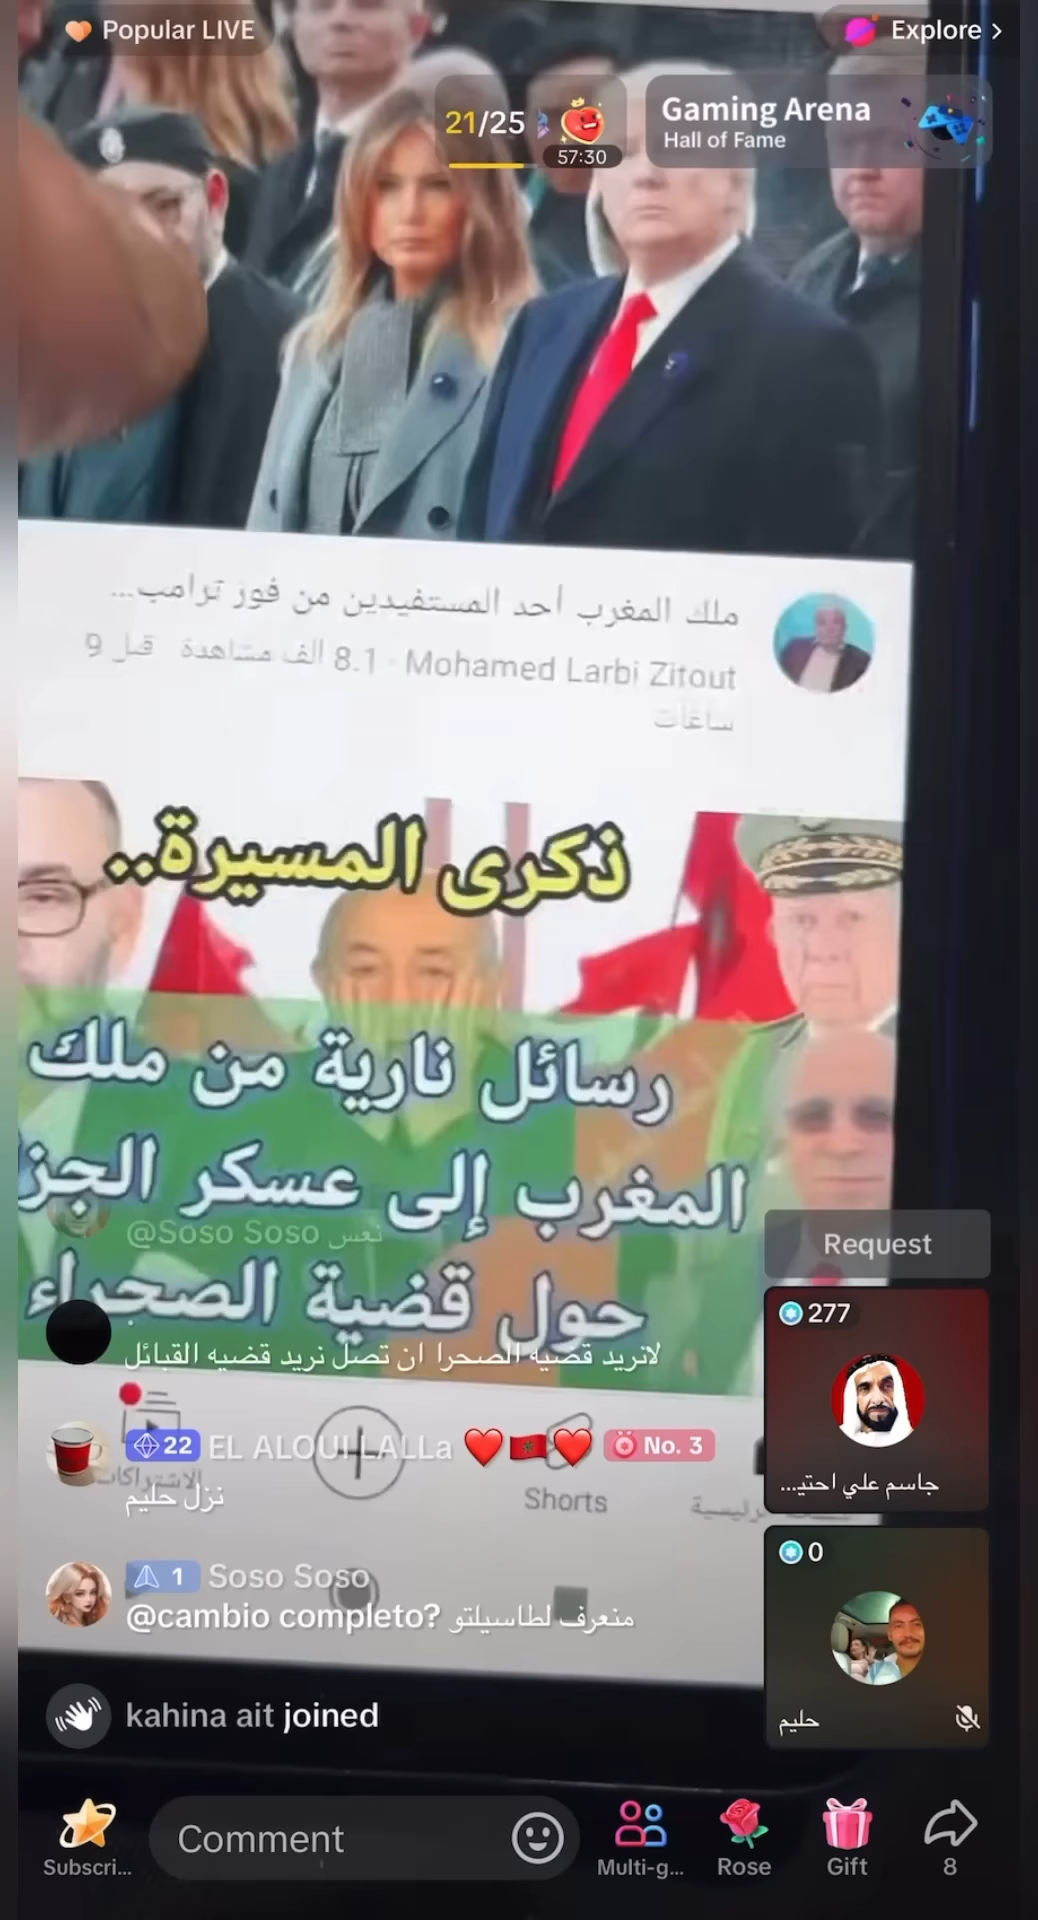 Popular LIVE
Explore
21/25
57:30
Gaming Arena
Hall of Fame
ملك المغرب أحد المستفيدين من فوز ترامب...
Mohamed Larbi Zitout · 8.1 ألف مشاهدة · قبل 9
ساعات
ذكرى المسيرة..
رسائل نارية من ملك
المغرب إلى عسكر الجز
حول قضية الصحراء
@Soso Soso تعس
Request
277
لانريد قضيه الصحرا ان تصل نريد قضيه القبائل
22 EL ALOUI LALLa ❤️🇲🇦❤️ No. 3
نزل حليم
الاشتراكات
Shorts
جاسم علي احتيـ...
0
1 Soso Soso
@cambio completo? منعرف لطاسيلتو
حليم
kahina ait joined
Subscri...
Comment
Multi-g...
Rose
Gift
8